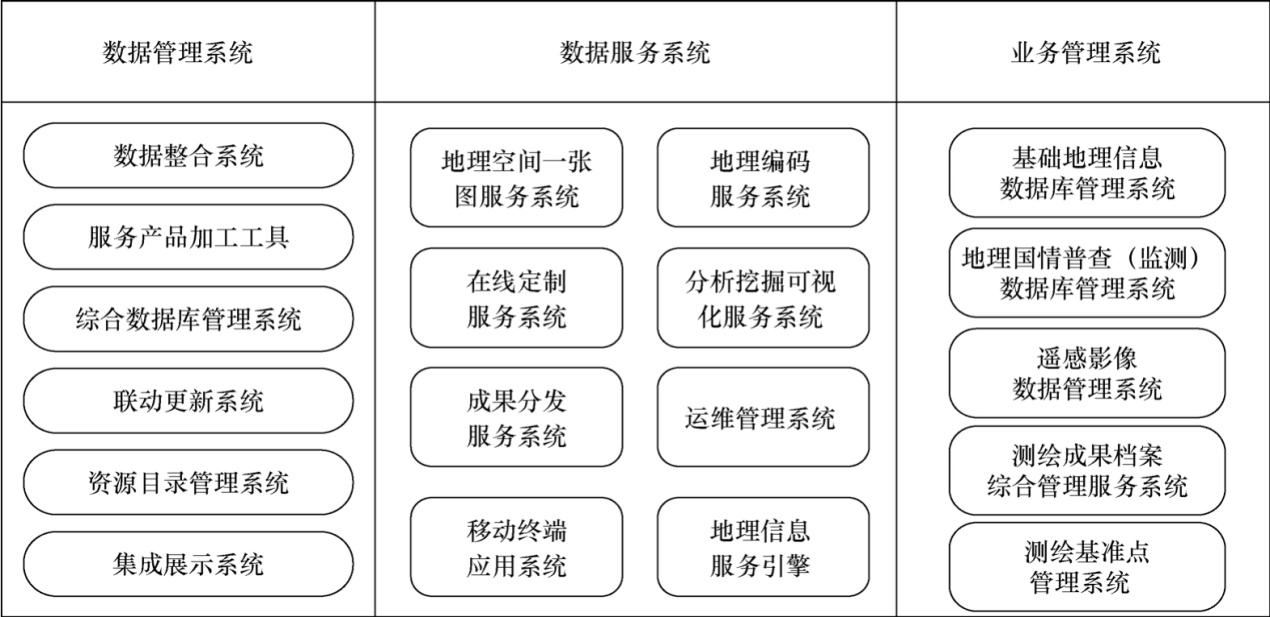 数据管理系统
数据服务系统
业务管理系统
数据整合系统
服务产品加工工具
综合数据库管理系统
联动更新系统
资源目录管理系统
集成展示系统
地理空间一张
图服务系统
地理编码
服务系统
在线定制
服务系统
分析挖掘可视
化服务系统
成果分发
服务系统
运维管理系统
移动终端
应用系统
地理信息
服务引擎
基础地理信息
数据库管理系统
地理国情普查（监测）
数据库管理系统
遥感影像
数据管理系统
测绘成果档案
综合管理服务系统
测绘基准点
管理系统